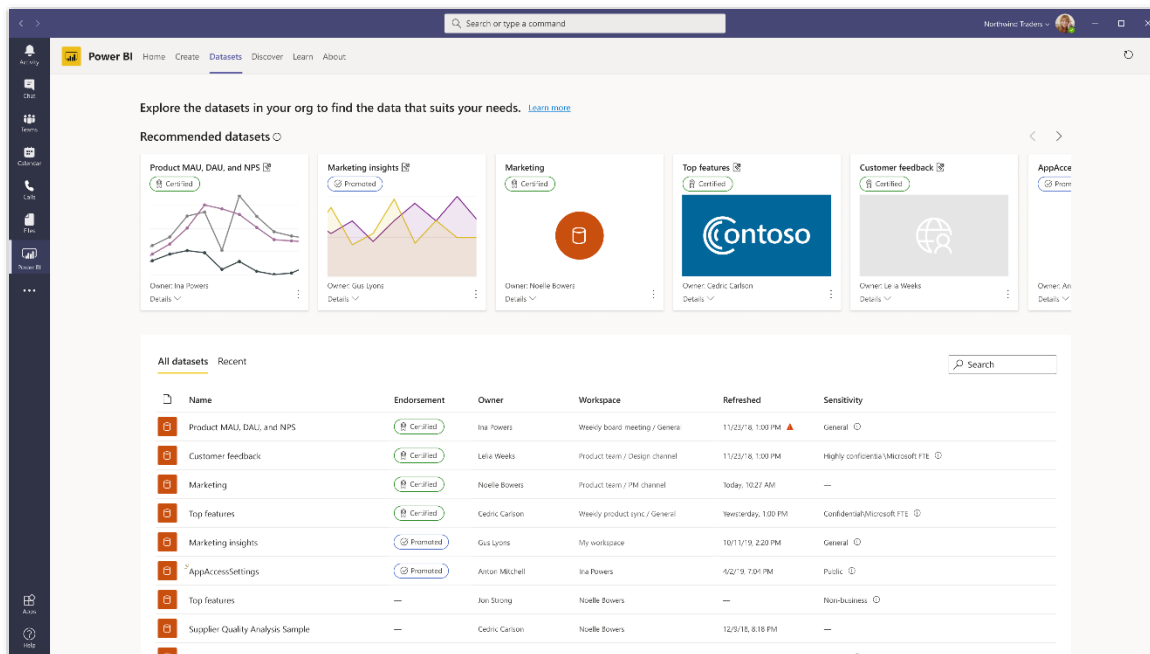 Search or type a command
Northwind Traders
Activity
Chat
Teams
Calendar
Calls
Files
Power BI
Apps
Help
Power BI Home Create Datasets Discover Learn About
Explore the datasets in your org to find the data that suits your needs. Learn more
Recommended datasets
Product MAU, DAU, and NPS
Certified
Owner: Ina Powers
Details
Marketing insights
Promoted
Owner: Gus Lyons
Details
Marketing
Certified
Owner: Noelle Bowers
Details
Top features
Certified
Contoso
Owner: Cedric Carlson
Details
Customer feedback
Certified
Owner: Lelia Weeks
Details
AppAcce
Prom
Owner: An
Details
All datasets Recent
Search
Name Endorsement Owner Workspace Refreshed Sensitivity
Product MAU, DAU, and NPS Certified Ina Powers Weekly board meeting / General 11/23/18, 1:00 PM General
Customer feedback Certified Lelia Weeks Product team / Design channel 11/23/18, 1:00 PM Highly confidential\Microsoft FTE
Marketing Certified Noelle Bowers Product team / PM channel Today, 10:27 AM —
Top features Certified Cedric Carlson Weekly product sync / General Yewsterday, 1:00 PM Confidential\Microsoft FTE
Marketing insights Promoted Gus Lyons My workspace 10/11/19, 2:20 PM General
AppAccessSettings Promoted Anton Mitchell Ina Powers 4/2/19, 7:04 PM Public
Top features — Jon Strong Noelle Bowers — Non-business
Supplier Quality Analysis Sample — Cedric Carlson Noelle Bowers 12/3/18, 8:18 PM —